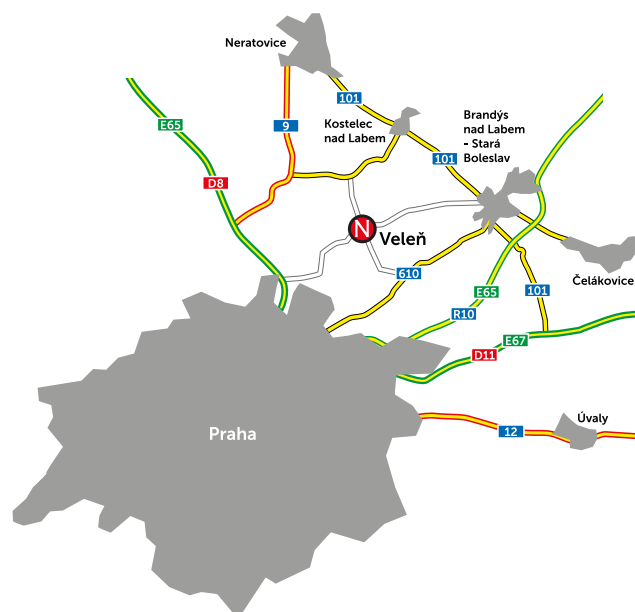 Neratovice
101
E65
9
Kostelec
nad Labem
Brandýs
nad Labem
- Stará
Boleslav
101
D8
N
Veleň
610
Čelákovice
E65
101
R10
E67
D11
Úvaly
Praha
12